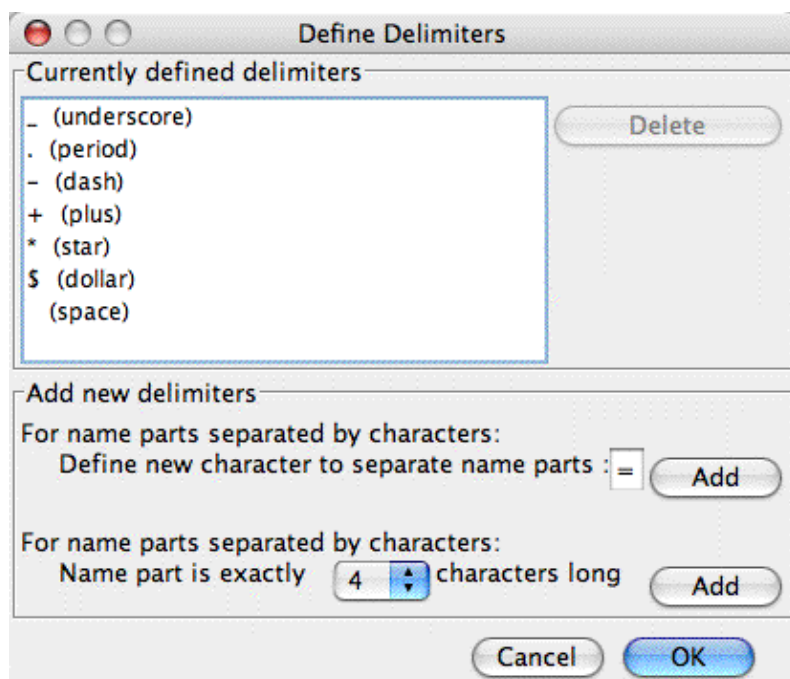 Define Delimiters
Currently defined delimiters
_ (underscore)
Delete
. (period)
- (dash)
+ (plus)
* (star)
$ (dollar)
(space)
Add new delimiters
For name parts separated by characters:
Define new character to separate name parts : = Add
For name parts separated by characters:
Name part is exactly 4 characters long Add
Cancel OK